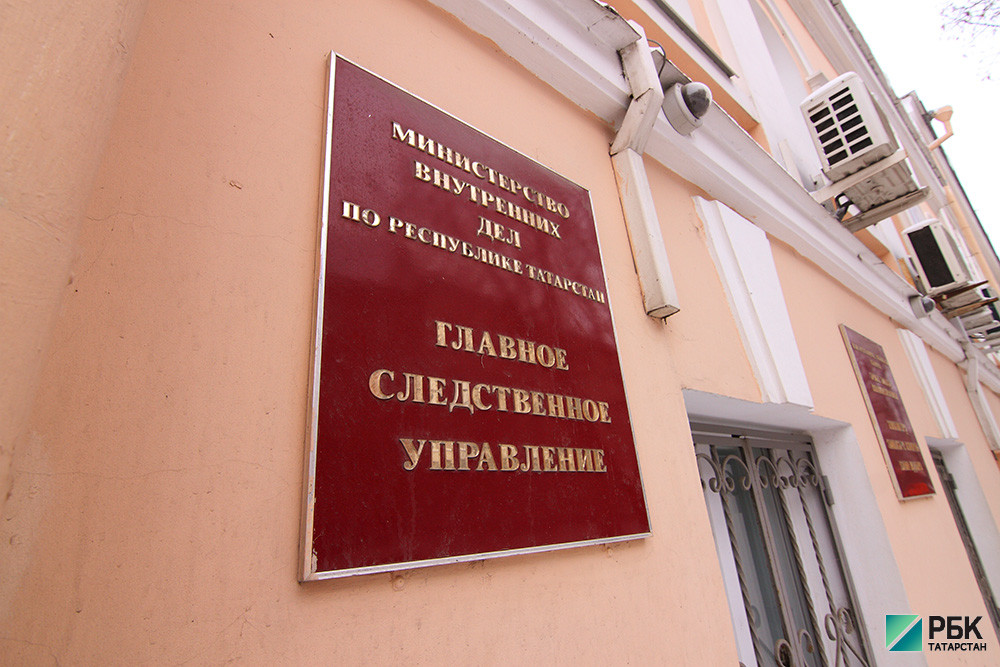 МИНИСТЕРСТВО
ВНУТРЕННИХ
ДЕЛ
ПО РЕСПУБЛИКЕ ТАТАРСТАН
ГЛАВНОЕ
СЛЕДСТВЕННОЕ
УПРАВЛЕНИЕ
РБК
ТАТАРСТАН